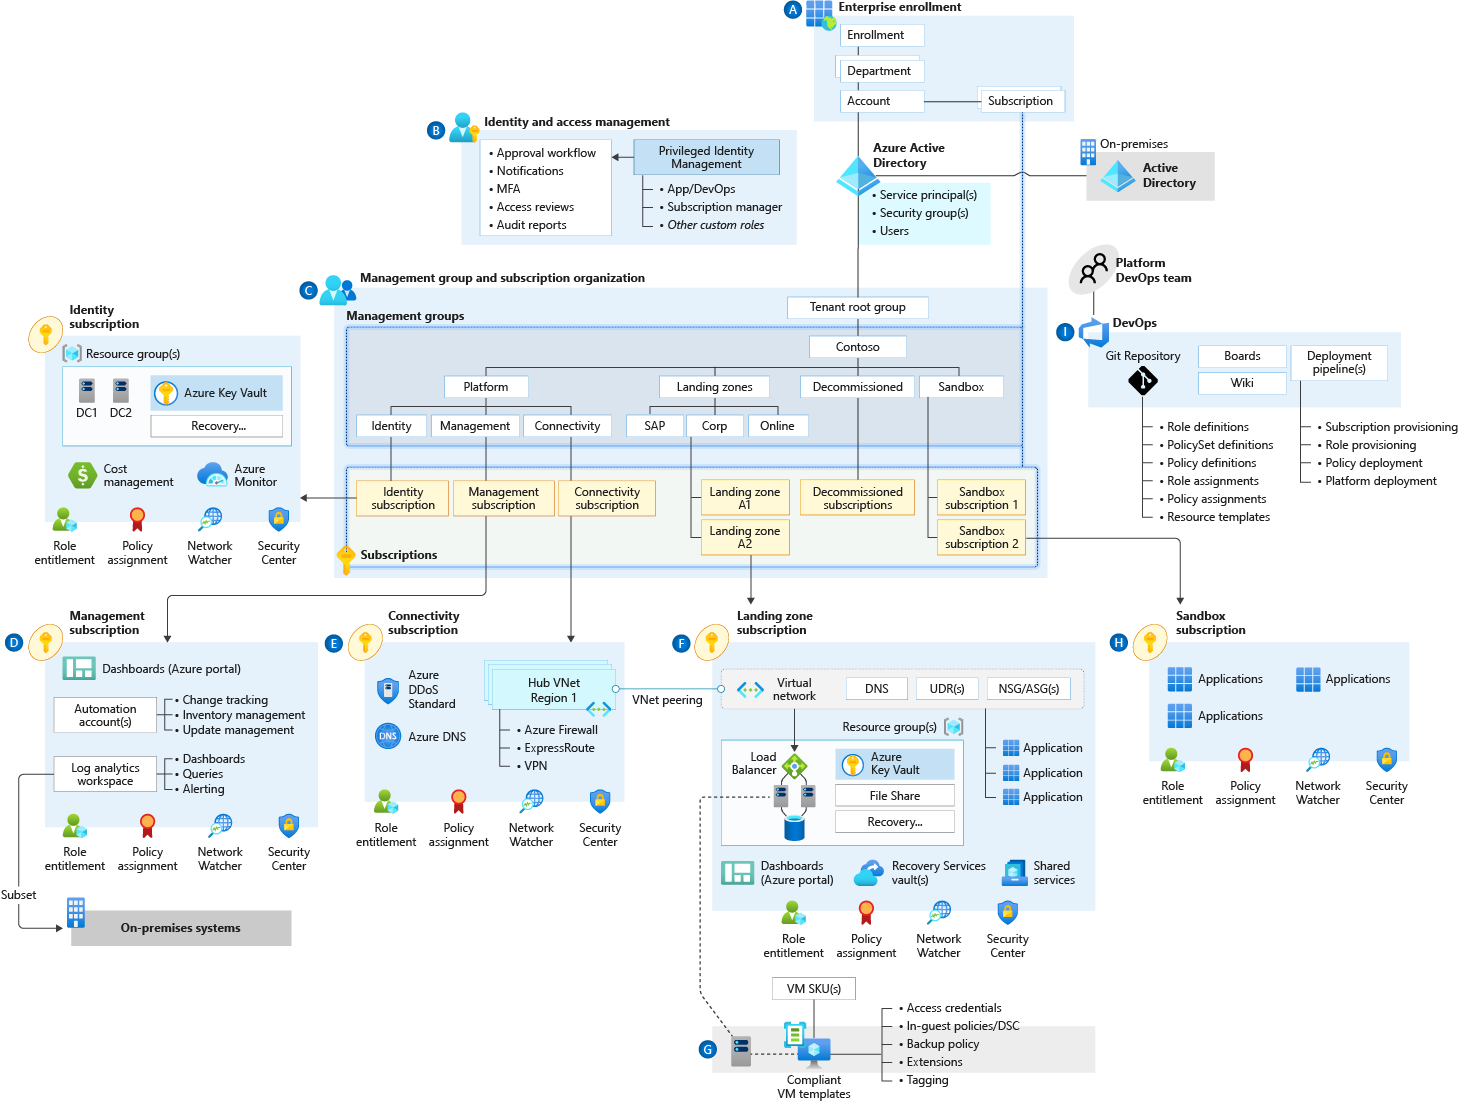 A
Enterprise enrollment
Enrollment
Department
Account
Subscription
B
Identity and access management
• Approval workflow
• Notifications
• MFA
• Access reviews
• Audit reports
Privileged Identity
Management
• App/DevOps
• Subscription manager
• Other custom roles
Azure Active
Directory
• Service principal(s)
• Security group(s)
• Users
On-premises
Active
Directory
Platform
DevOps team
I
DevOps
Git Repository
Boards
Wiki
Deployment
pipeline(s)
• Role definitions
• PolicySet definitions
• Policy definitions
• Role assignments
• Policy assignments
• Resource templates
• Subscription provisioning
• Role provisioning
• Policy deployment
• Platform deployment
C
Management group and subscription organization
Management groups
Tenant root group
Contoso
Platform
Landing zones
Decommissioned
Sandbox
Identity
Management
Connectivity
SAP
Corp
Online
Identity
subscription
Management
subscription
Connectivity
subscription
Landing zone
A1
Landing zone
A2
Decommissioned
subscriptions
Sandbox
subscription 1
Sandbox
subscription 2
Subscriptions
Identity
subscription
Resource group(s)
DC1
DC2
Azure Key Vault
Recovery...
Cost
management
Azure
Monitor
Role
entitlement
Policy
assignment
Network
Watcher
Security
Center
D
Management
subscription
Dashboards (Azure portal)
Automation
account(s)
• Change tracking
• Inventory management
• Update management
Log analytics
workspace
• Dashboards
• Queries
• Alerting
Role
entitlement
Policy
assignment
Network
Watcher
Security
Center
Subset
On-premises systems
E
Connectivity
subscription
Azure
DDoS
Standard
DNS
Azure DNS
Hub VNet
Region 1
• Azure Firewall
• ExpressRoute
• VPN
Role
entitlement
Policy
assignment
Network
Watcher
Security
Center
VNet peering
F
Landing zone
subscription
Virtual
network
DNS
UDR(s)
NSG/ASG(s)
Resource group(s)
Load
Balancer
Azure
Key Vault
File Share
Recovery...
Application
Application
Application
Dashboards
(Azure portal)
Recovery Services
vault(s)
Shared
services
Role
entitlement
Policy
assignment
Network
Watcher
Security
Center
H
Sandbox
subscription
Applications
Applications
Applications
Role
entitlement
Policy
assignment
Network
Watcher
Security
Center
G
VM SKU(s)
Compliant
VM templates
• Access credentials
• In-guest policies/DSC
• Backup policy
• Extensions
• Tagging